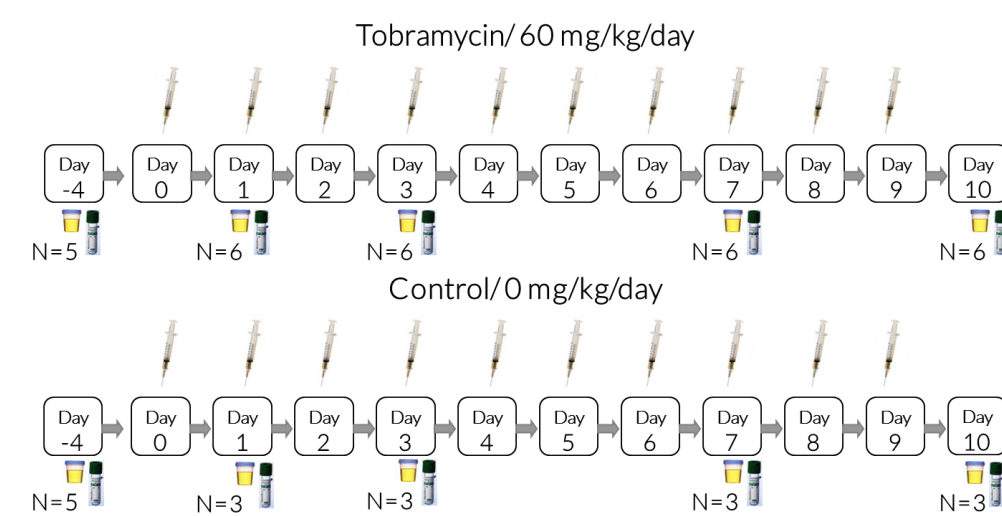 Tobramycin/ 60 mg/kg/day
Day -4
Day 0
Day 1
Day 2
Day 3
Day 4
Day 5
Day 6
Day 7
Day 8
Day 9
Day 10
N=5
N=6
N=6
N=6
N=6
Control/ 0 mg/kg/day
Day -4
Day 0
Day 1
Day 2
Day 3
Day 4
Day 5
Day 6
Day 7
Day 8
Day 9
Day 10
N=5
N=3
N=3
N=3
N=3